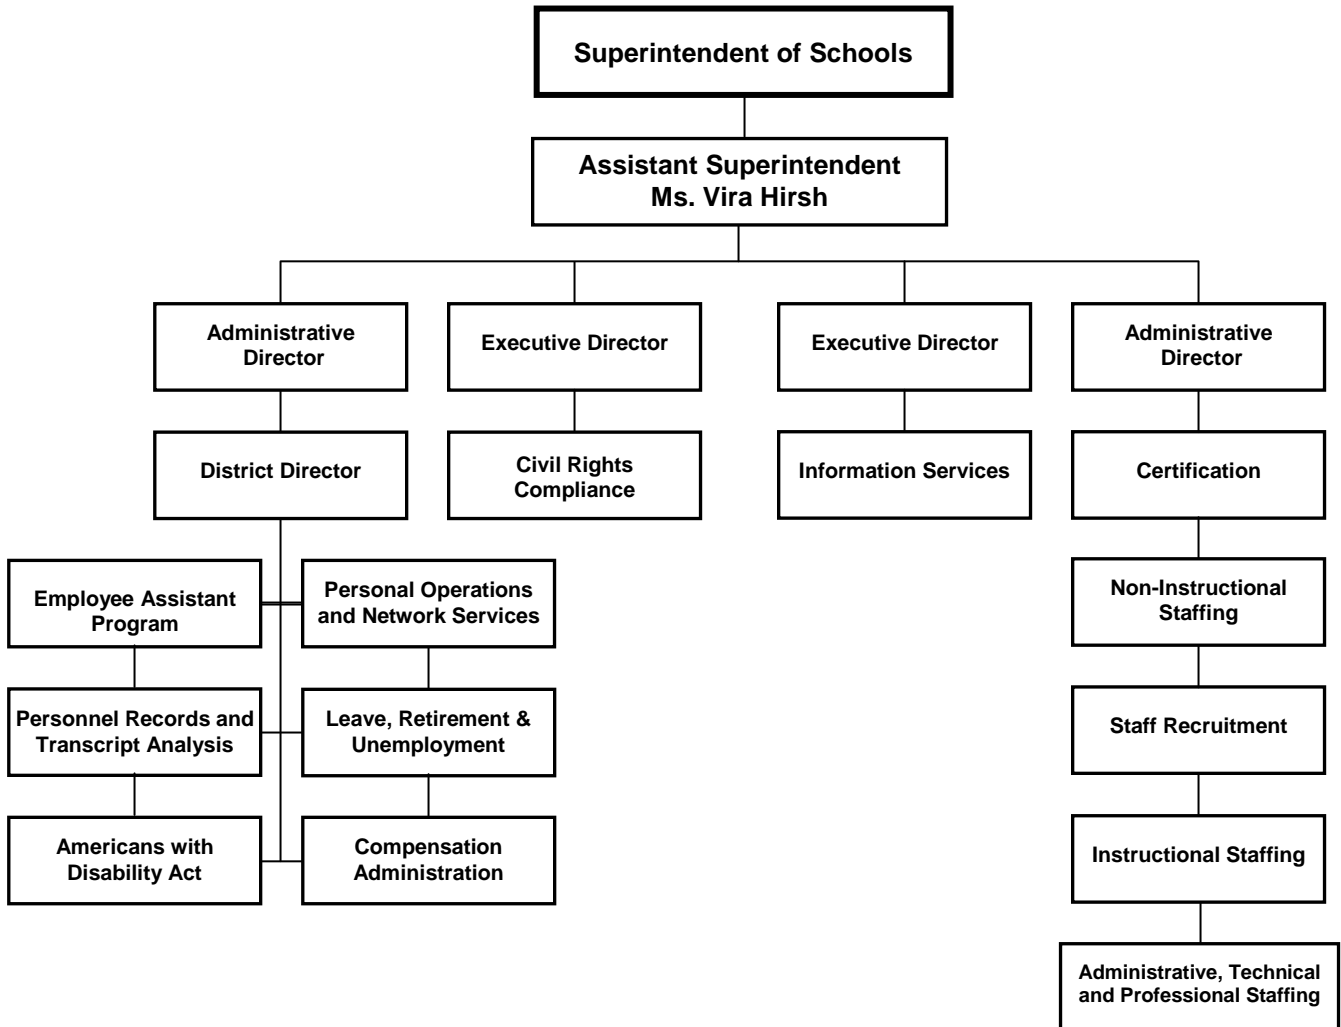 Superintendent of Schools
Assistant Superintendent
Ms. Vira Hirsh
Administrative
Director
Executive Director
Executive Director
Administrative
Director
District Director
Civil Rights
Compliance
Information Services
Certification
Employee Assistant
Program
Personal Operations
and Network Services
Non-Instructional
Staffing
Personnel Records and
Transcript Analysis
Leave, Retirement &
Unemployment
Staff Recruitment
Americans with
Disability Act
Compensation
Administration
Instructional Staffing
Administrative, Technical
and Professional Staffing